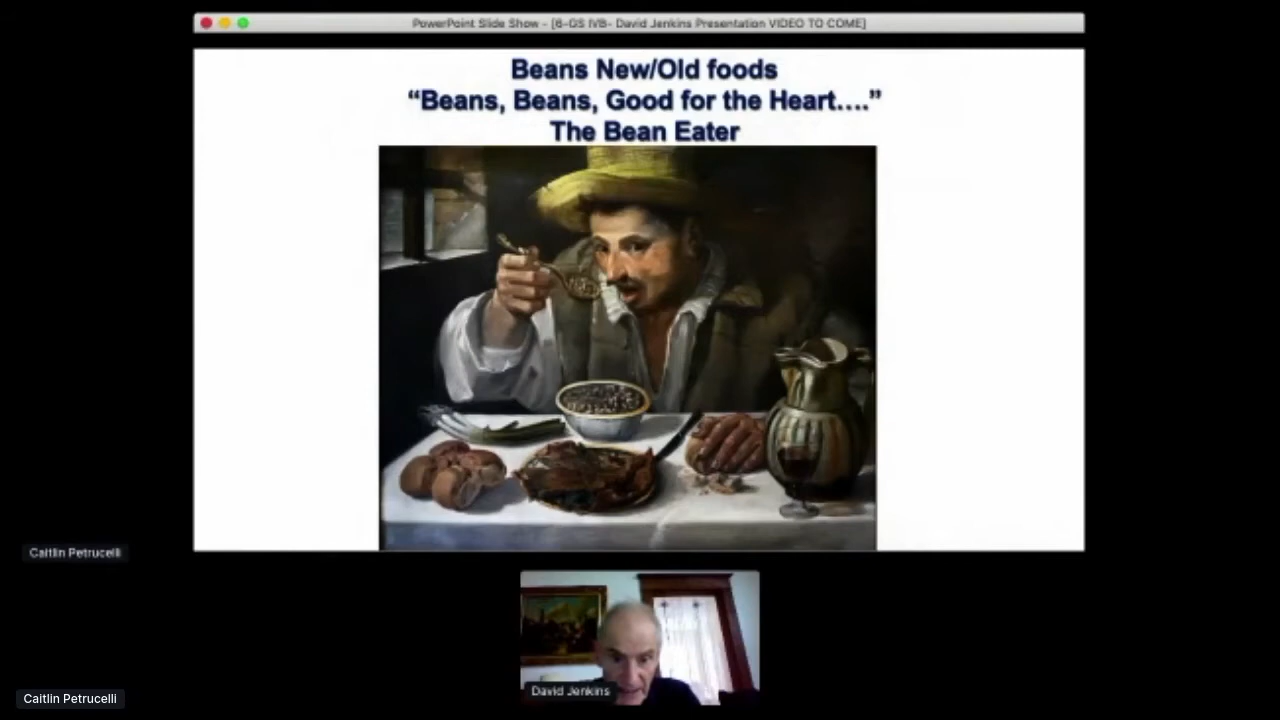 PowerPoint Slide Show - [6-GS IVB- David Jenkins Presentation VIDEO TO COME]
Beans New/Old foods
“Beans, Beans, Good for the Heart….”
The Bean Eater
Caitlin Petrucelli
David Jenkins
Caitlin Petrucelli